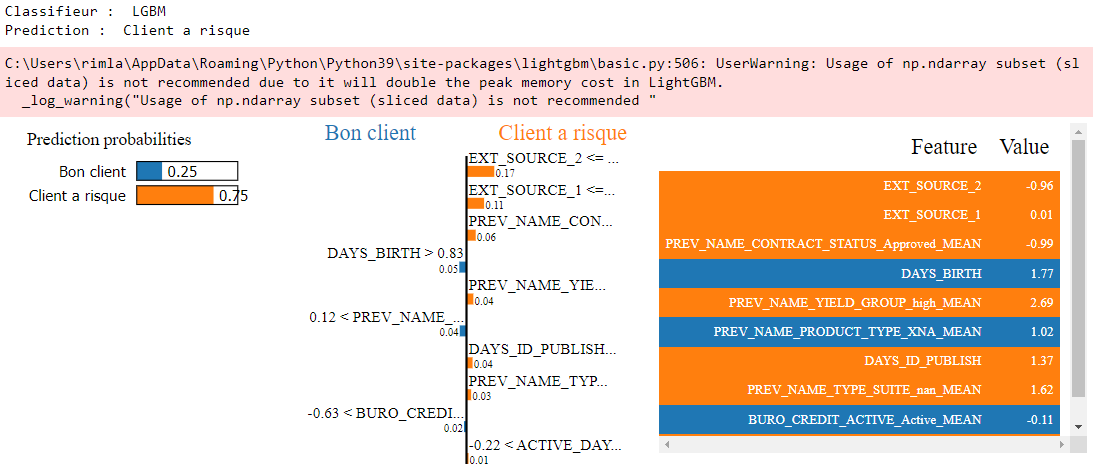 Classifieur :  LGBM
Prediction :  Client a risque
C:\Users\rimla\AppData\Roaming\Python\Python39\site-packages\lightgbm\basic.py:506: UserWarning: Usage of np.ndarray subset (sl
iced data) is not recommended due to it will double the peak memory cost in LightGBM.
  _log_warning("Usage of np.ndarray subset (sliced data) is not recommended "
Prediction probabilities
Bon client 0.25
Client a risque 0.75
Bon client Client a risque
EXT_SOURCE_2 <= ...
0.17
EXT_SOURCE_1 <=...
0.11
PREV_NAME_CON...
0.06
DAYS_BIRTH > 0.83
0.05
PREV_NAME_YIE...
0.04
0.12 < PREV_NAME_...
0.04
DAYS_ID_PUBLISH...
0.04
PREV_NAME_TYP...
0.03
-0.63 < BURO_CREDI...
0.02
-0.22 < ACTIVE_DAY...
0.01
Feature Value
EXT_SOURCE_2 -0.96
EXT_SOURCE_1 0.01
PREV_NAME_CONTRACT_STATUS_Approved_MEAN -0.99
DAYS_BIRTH 1.77
PREV_NAME_YIELD_GROUP_high_MEAN 2.69
PREV_NAME_PRODUCT_TYPE_XNA_MEAN 1.02
DAYS_ID_PUBLISH 1.37
PREV_NAME_TYPE_SUITE_nan_MEAN 1.62
BURO_CREDIT_ACTIVE_Active_MEAN -0.11